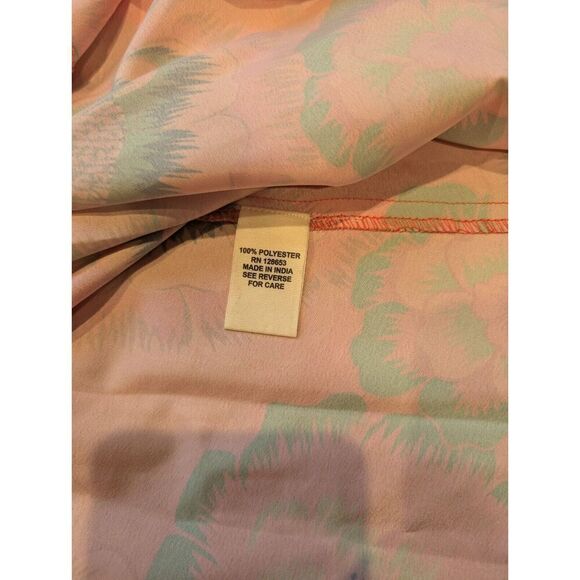 100% POLYESTER
RN 128653
MADE IN INDIA
SEE REVERSE
FOR CARE